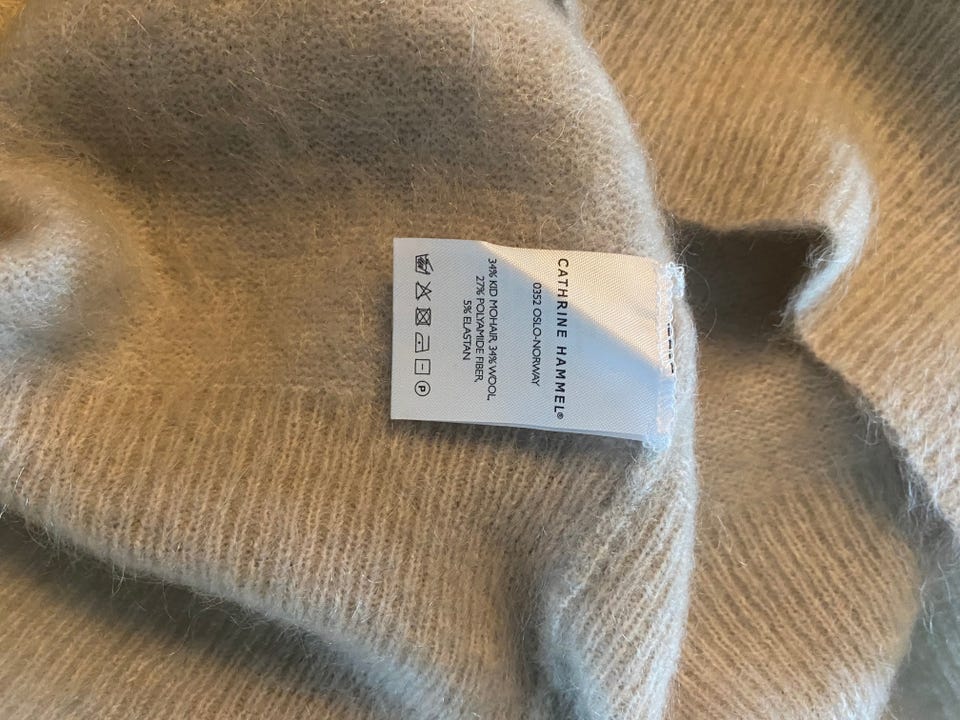 CATHRINE HAMMEL®
0352 OSLO-NORWAY
34% KID MOHAIR, 34% WOOL,
27% POLYAMIDE FIBER,
5% ELASTAN
P